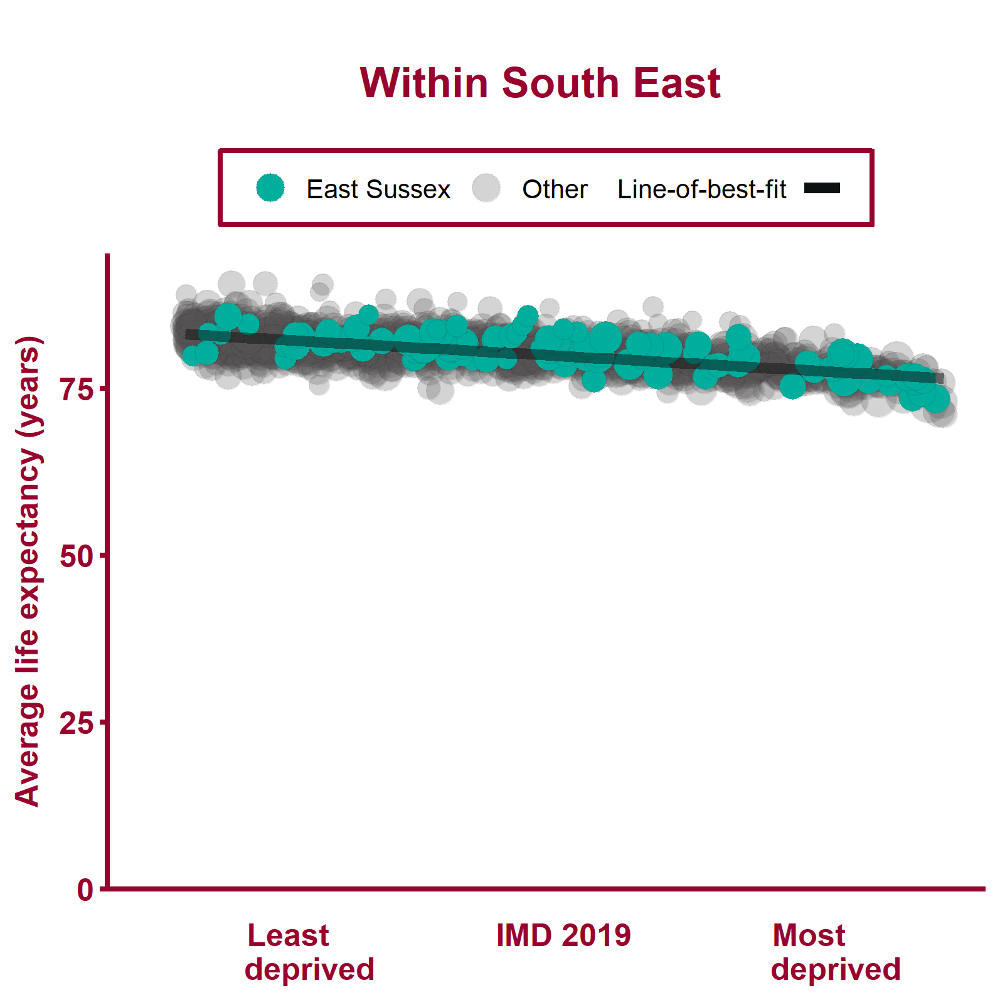 Within South East
East Sussex Other Line-of-best-fit
Average life expectancy (years)
75
50
25
0
Least deprived
IMD 2019
Most deprived